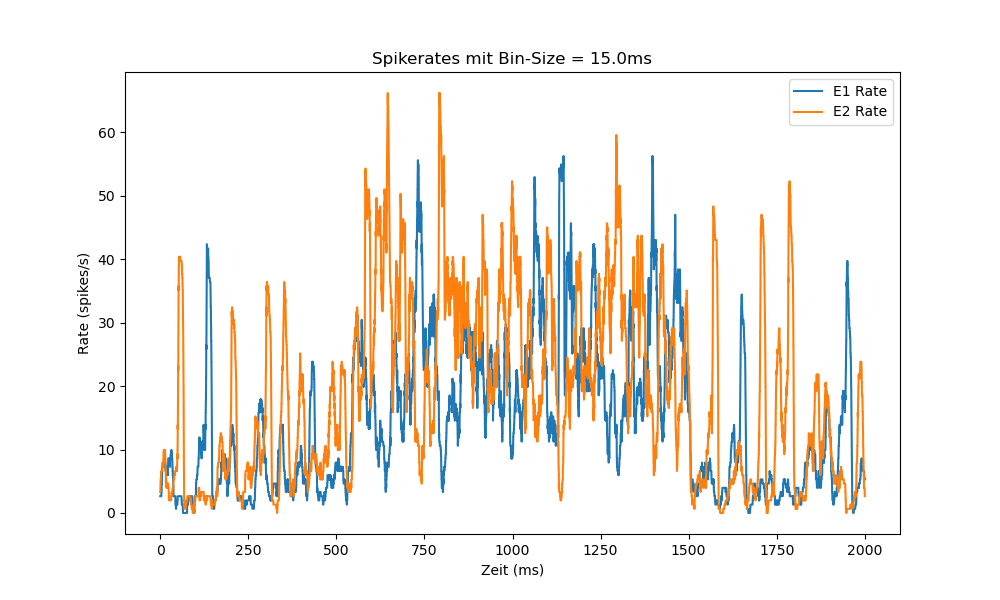 Spikerates mit Bin-Size = 15.0ms
E1 Rate
E2 Rate
Rate (spikes/s)
60
50
40
30
20
10
0
0 250 500 750 1000 1250 1500 1750 2000
Zeit (ms)